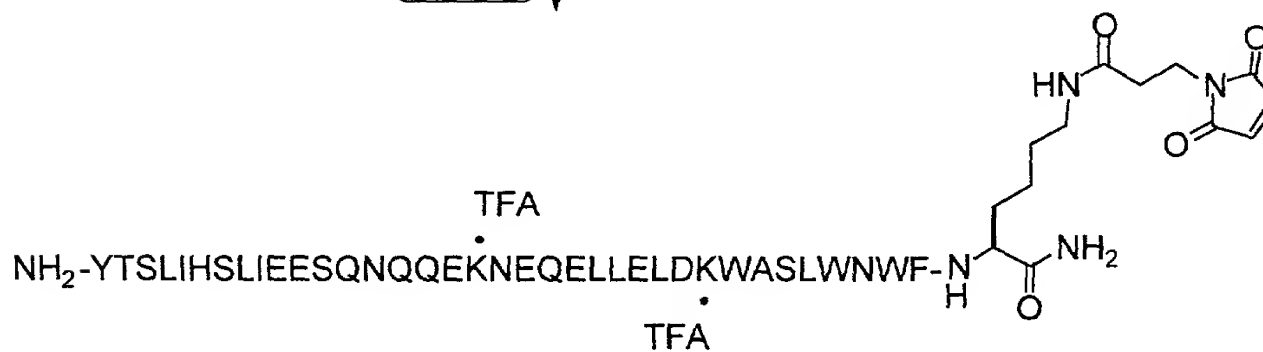 O
O
HN
N
O
TFA
NH2-YTSLIHSLIEESQNQQEKNEQELLELDKWASLWNWF-N
H
NH2
O
TFA